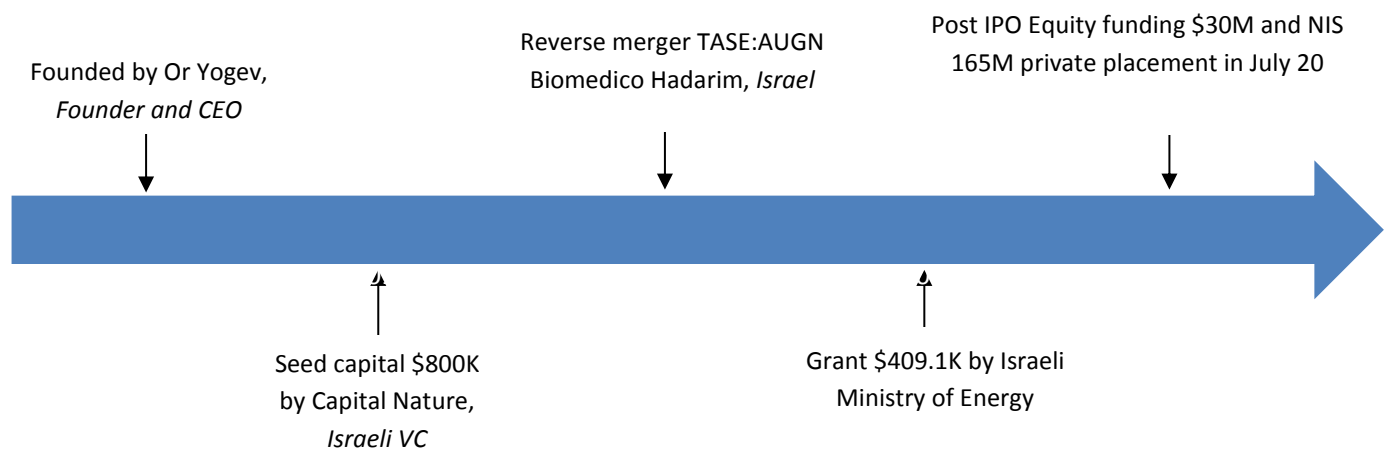 Founded by Or Yogev,
Founder and CEO
Reverse merger TASE:AUGN
Biomedico Hadarim, Israel
Post IPO Equity funding $30M and NIS
165M private placement in July 20
Seed capital $800K
by Capital Nature,
Israeli VC
Grant $409.1K by Israeli
Ministry of Energy